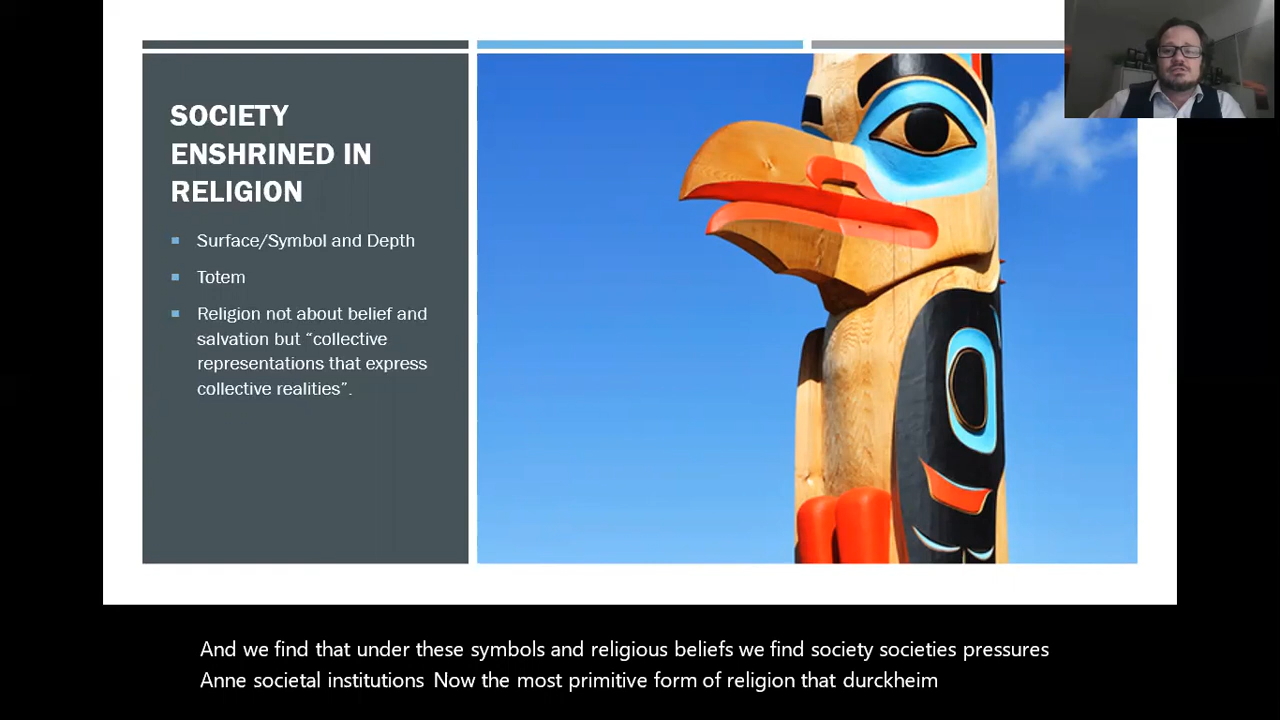 SOCIETY
ENSHRINED IN
RELIGION
Surface/Symbol and Depth
Totem
Religion not about belief and
salvation but “collective
representations that express
collective realities”.
And we find that under these symbols and religious beliefs we find society societies pressures
Anne societal institutions Now the most primitive form of religion that durckheim